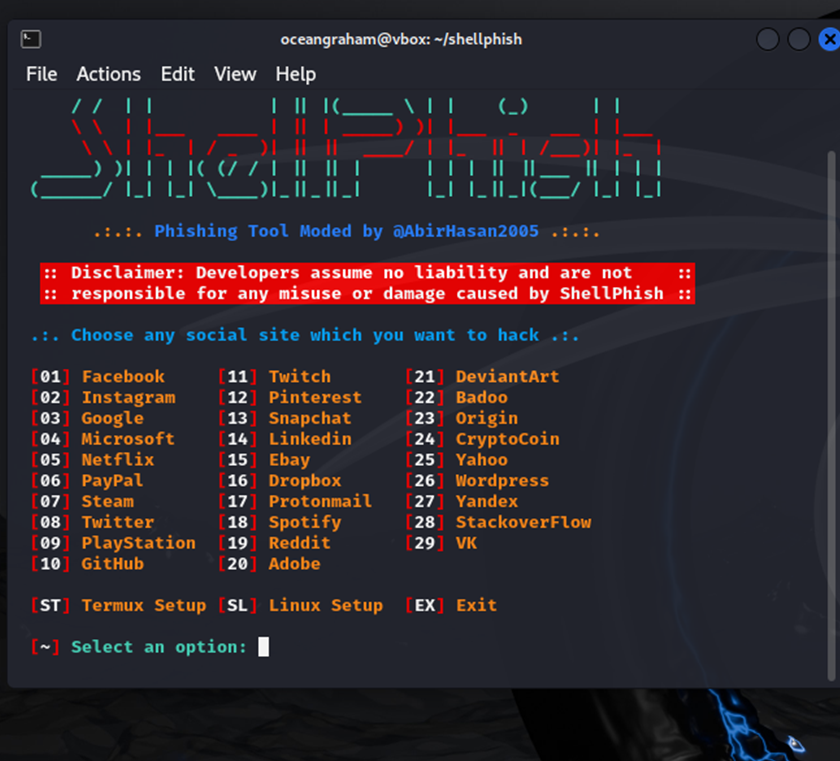 oceangraham@vbox: ~/shellphish
File Actions Edit View Help
ShellPhish
.:.:. Phishing Tool Moded by @AbirHasan2005 .:.:.
:: Disclaimer: Developers assume no liability and are not ::
:: responsible for any misuse or damage caused by ShellPhish ::
.:. Choose any social site which you want to hack .:.
[01] Facebook [11] Twitch [21] DeviantArt
[02] Instagram [12] Pinterest [22] Badoo
[03] Google [13] Snapchat [23] Origin
[04] Microsoft [14] Linkedin [24] CryptoCoin
[05] Netflix [15] Ebay [25] Yahoo
[06] PayPal [16] Dropbox [26] Wordpress
[07] Steam [17] Protonmail [27] Yandex
[08] Twitter [18] Spotify [28] StackoverFlow
[09] PlayStation [19] Reddit [29] VK
[10] GitHub [20] Adobe
[ST] Termux Setup [SL] Linux Setup [EX] Exit
[~] Select an option: